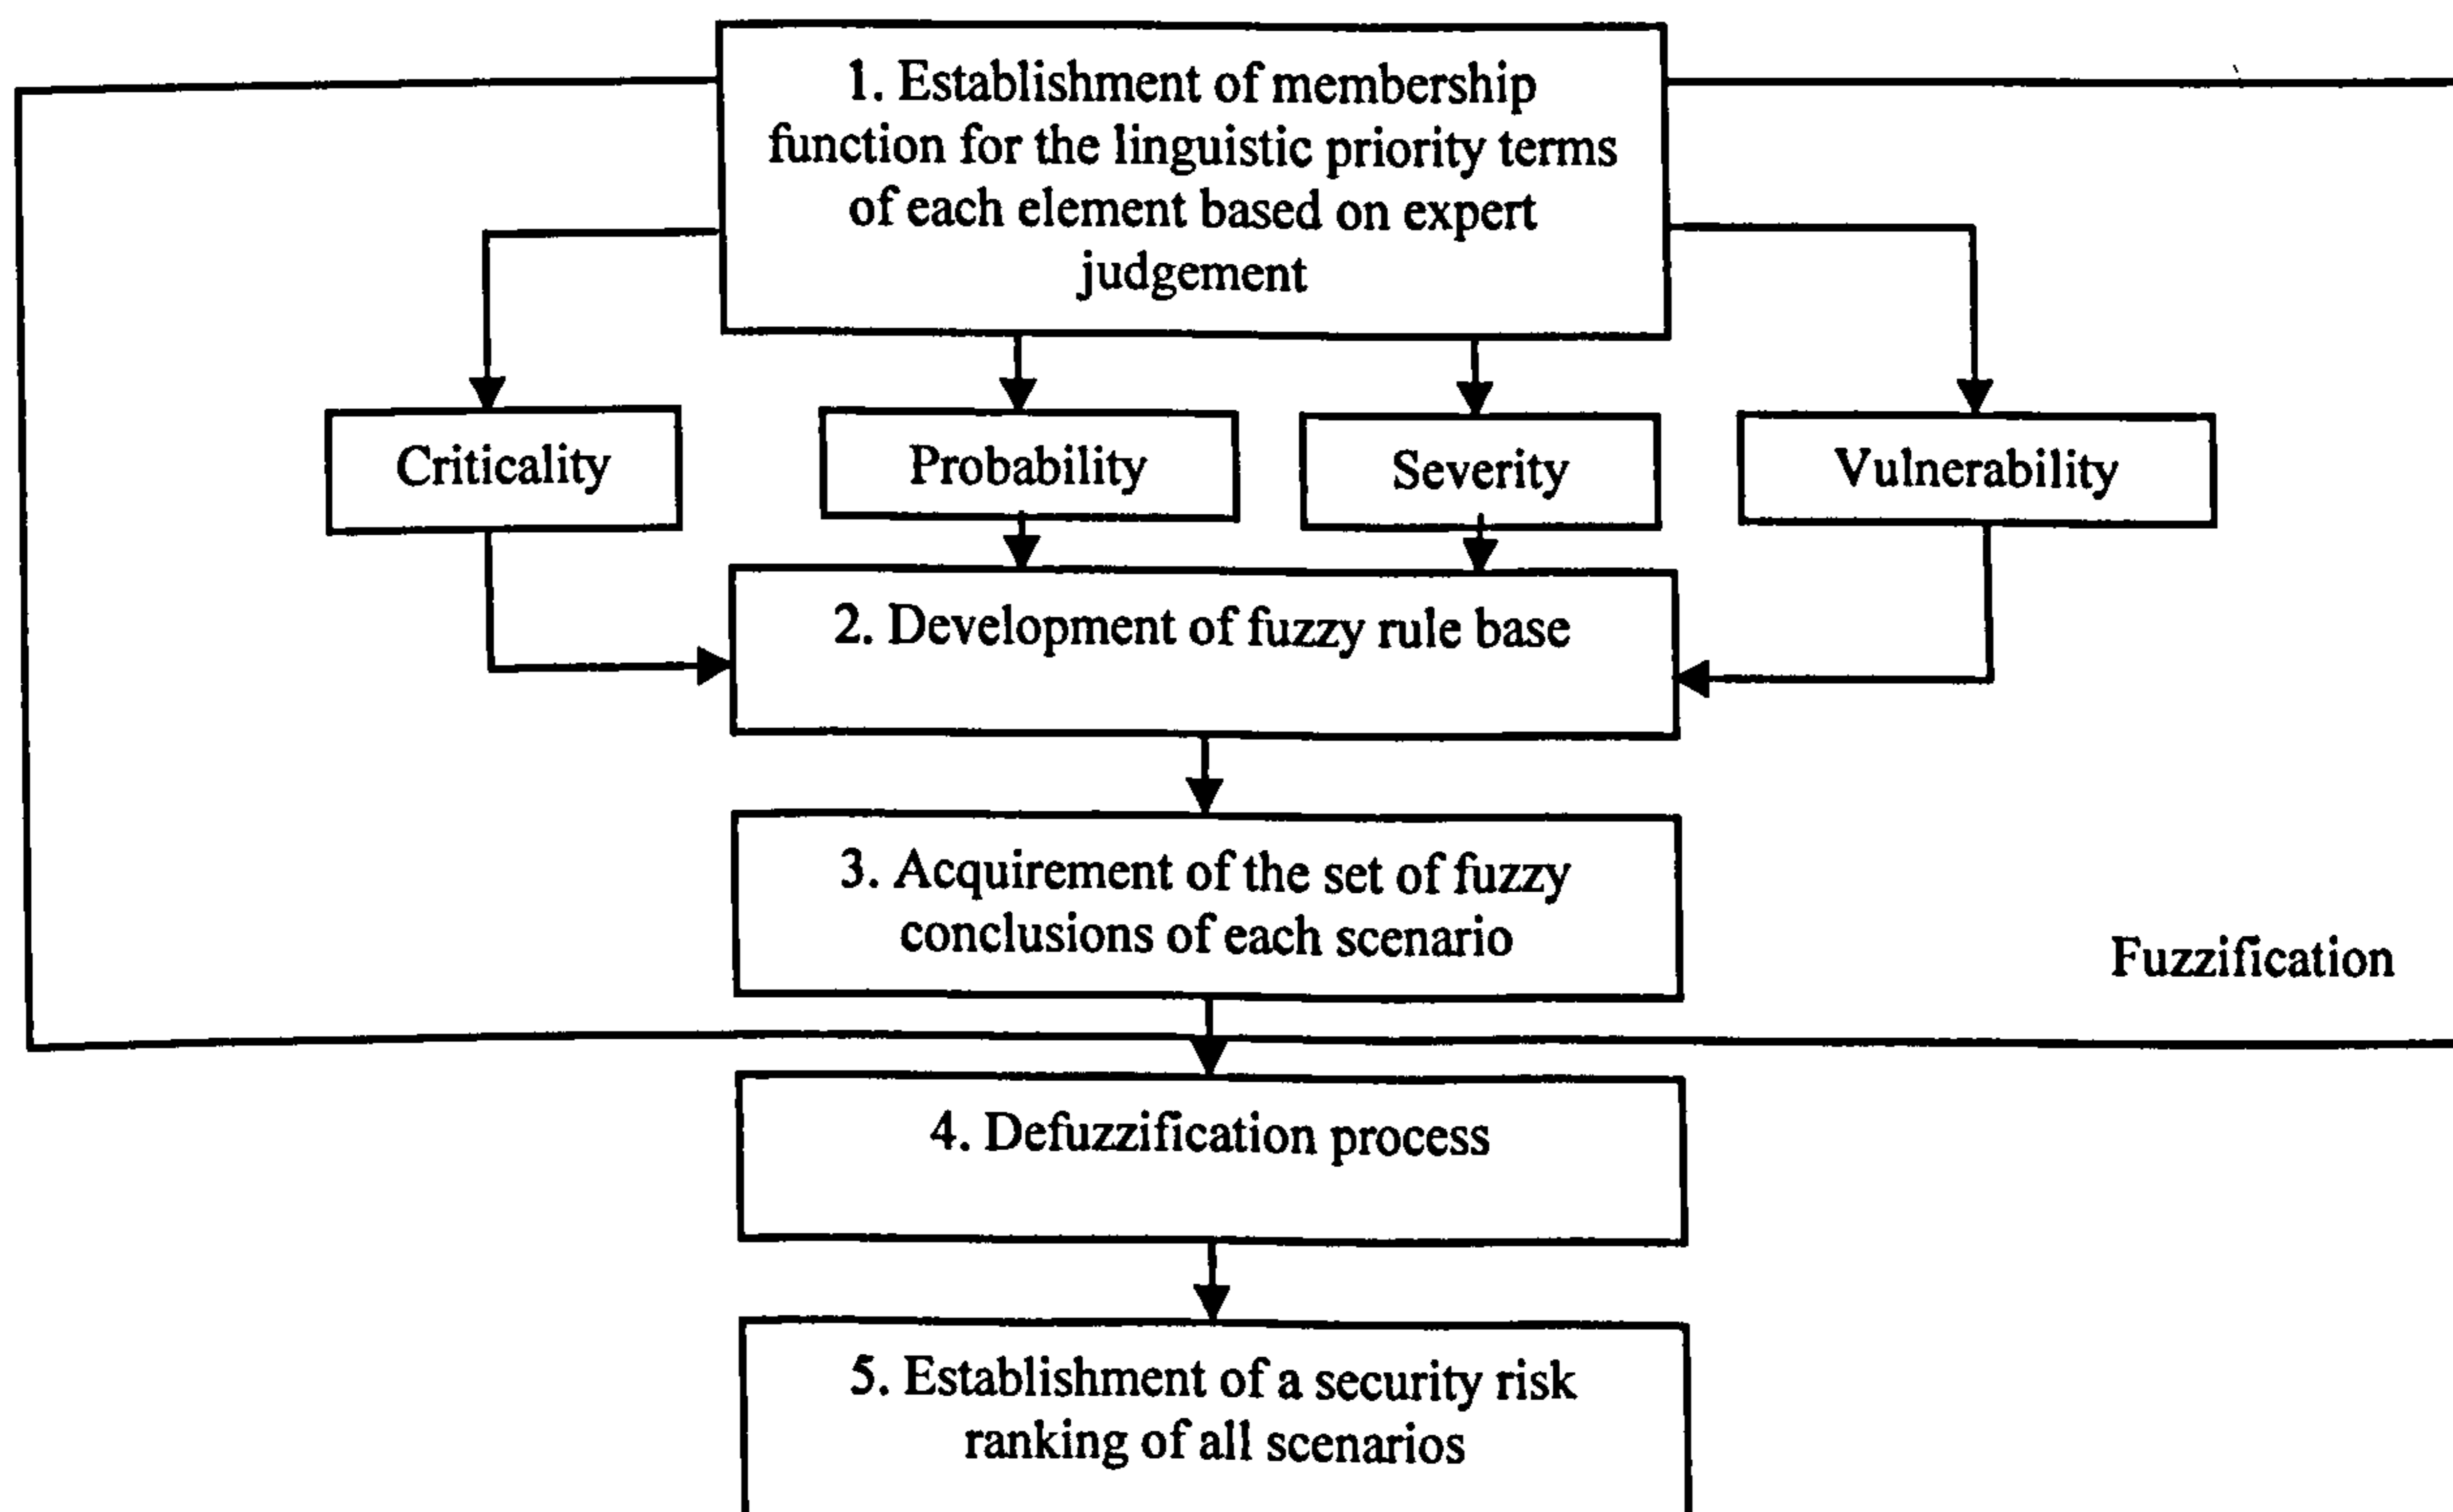 1. Establishment of membership
function for the linguistic priority terms
of each element based on expert
judgement
Criticality
Probability
Severity
Vulnerability
2. Development of fuzzy rule base
3. Acquirement of the set of fuzzy
conclusions of each scenario
Fuzzification
4. Defuzzification process
5. Establishment of a security risk
ranking of all scenarios